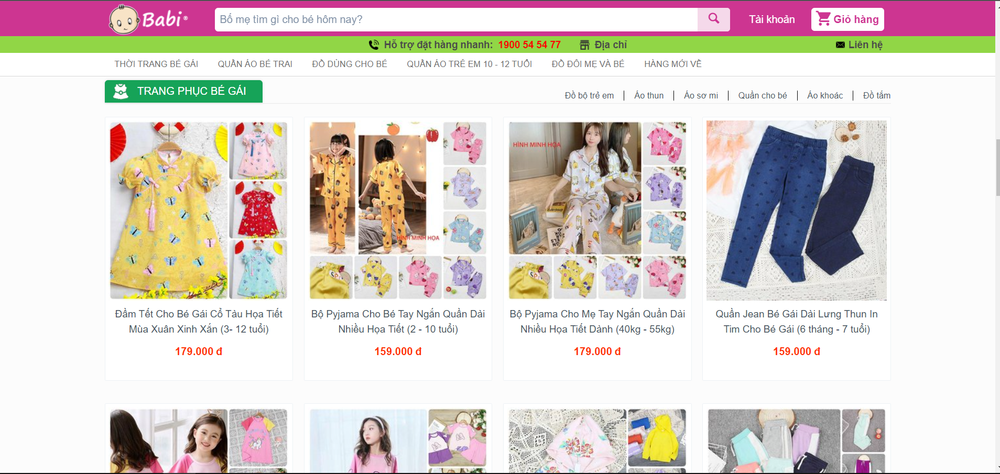 Babi®
Bố mẹ tìm gì cho bé hôm nay?
Tài khoản
Giỏ hàng
Hỗ trợ đặt hàng nhanh: 1900 54 54 77
Địa chỉ
Liên hệ
THỜI TRANG BÉ GÁI
QUẦN ÁO BÉ TRAI
ĐỒ DÙNG CHO BÉ
QUẦN ÁO TRẺ EM 10 - 12 TUỔI
ĐỒ ĐÔI MẸ VÀ BÉ
HÀNG MỚI VỀ
TRANG PHỤC BÉ GÁI
Đồ bộ trẻ em
Áo thun
Áo sơ mi
Quần cho bé
Áo khoác
Đồ tắm
HÌNH MINH HỌA
HÌNH MINH HỌA
Đầm Tết Cho Bé Gái Cổ Tàu Họa Tiết
Mùa Xuân Xinh Xắn (3- 12 tuổi)
179.000 đ
Bộ Pyjama Cho Bé Tay Ngắn Quần Dài
Nhiều Họa Tiết (2 - 10 tuổi)
159.000 đ
Bộ Pyjama Cho Mẹ Tay Ngắn Quần Dài
Nhiều Họa Tiết Dành (40kg - 55kg)
179.000 đ
Quần Jean Bé Gái Dài Lưng Thun In
Tim Cho Bé Gái (6 tháng - 7 tuổi)
159.000 đ